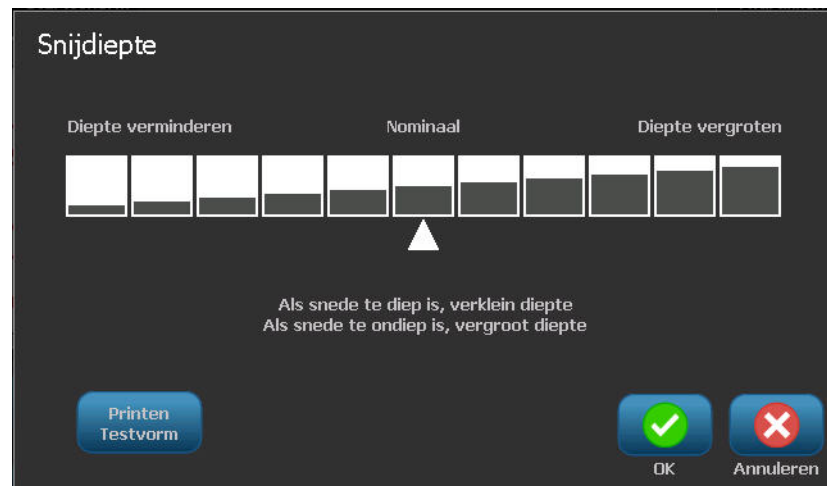 Snijdiepte
Diepte verminderen Nominaal Diepte vergroten
Als snede te diep is, verklein diepte
Als snede te ondiep is, vergroot diepte
Printen
Testvorm
OK Annuleren